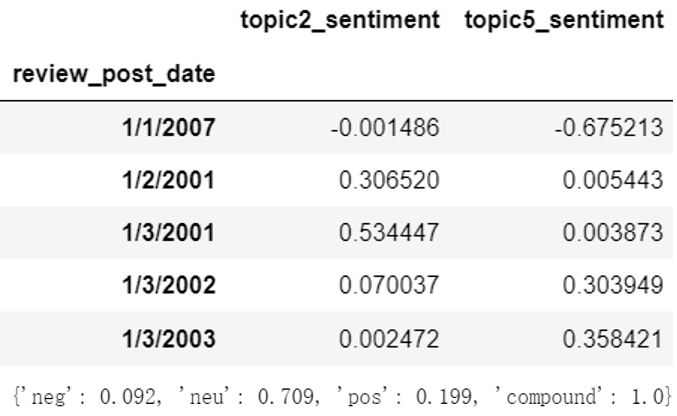 topic2_sentiment topic5_sentiment
review_post_date
1/1/2007 -0.001486 -0.675213
1/2/2001 0.306520 0.005443
1/3/2001 0.534447 0.003873
1/3/2002 0.070037 0.303949
1/3/2003 0.002472 0.358421
{'neg': 0.092, 'neu': 0.709, 'pos': 0.199, 'compound': 1.0}